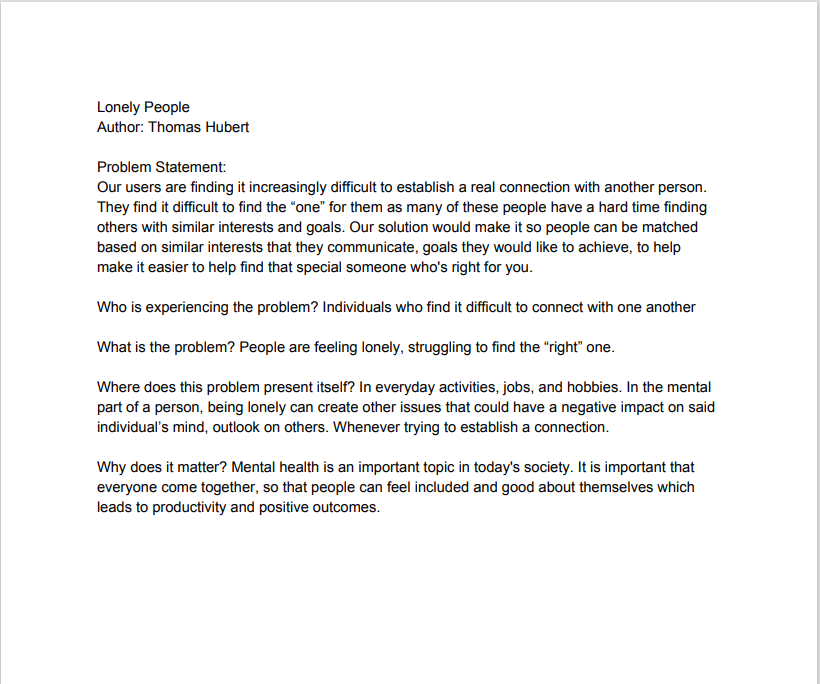 Lonely People
Author: Thomas Hubert
Problem Statement:
Our users are finding it increasingly difficult to establish a real connection with another person.
They find it difficult to find the “one” for them as many of these people have a hard time finding
others with similar interests and goals. Our solution would make it so people can be matched
based on similar interests that they communicate, goals they would like to achieve, to help
make it easier to help find that special someone who's right for you.
Who is experiencing the problem? Individuals who find it difficult to connect with one another
What is the problem? People are feeling lonely, struggling to find the “right” one.
Where does this problem present itself? In everyday activities, jobs, and hobbies. In the mental
part of a person, being lonely can create other issues that could have a negative impact on said
individual’s mind, outlook on others. Whenever trying to establish a connection.
Why does it matter? Mental health is an important topic in today's society. It is important that
everyone come together, so that people can feel included and good about themselves which
leads to productivity and positive outcomes.